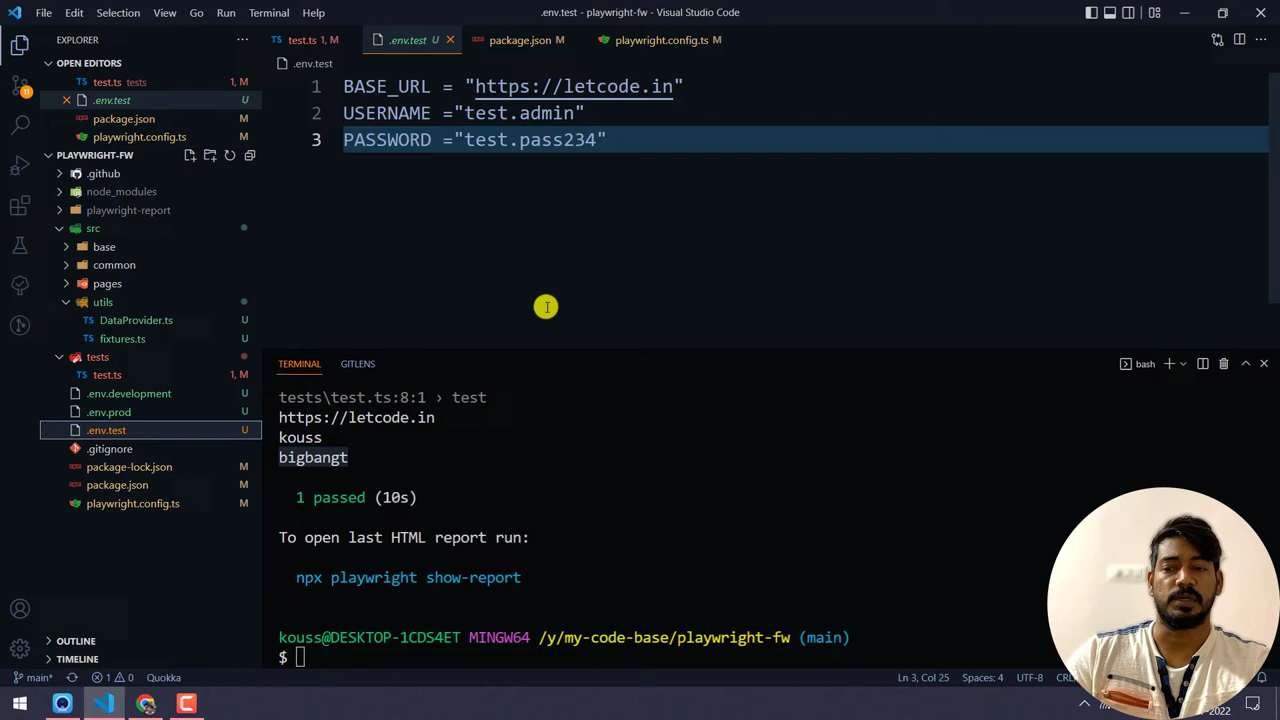 File Edit Selection View Go Run Terminal Help .env.test - playwright-fw - Visual Studio Code
EXPLORER
OPEN EDITORS
TS test.ts tests 1, M
.env.test U
package.json M
playwright.config.ts M
PLAYWRIGHT-FW
.github
node_modules
playwright-report
src
base
common
pages
utils
TS DataProvider.ts U
TS fixtures.ts U
tests
TS test.ts 1, M
.env.development U
.env.prod U
.env.test U
.gitignore
package-lock.json M
package.json M
playwright.config.ts M
OUTLINE
TIMELINE
TS test.ts 1, M .env.test U package.json M playwright.config.ts M
.env.test
1 BASE_URL = "https://letcode.in"
2 USERNAME ="test.admin"
3 PASSWORD ="test.pass234"
TERMINAL GITLENS bash
tests\test.ts:8:1 › test
https://letcode.in
kouss
bigbangt
1 passed (10s)
To open last HTML report run:
npx playwright show-report
kouss@DESKTOP-1CDS4ET MINGW64 /y/my-code-base/playwright-fw (main)
$
11
main* 1 0 Quokka Ln 3, Col 25 Spaces: 4 UTF-8
-2022